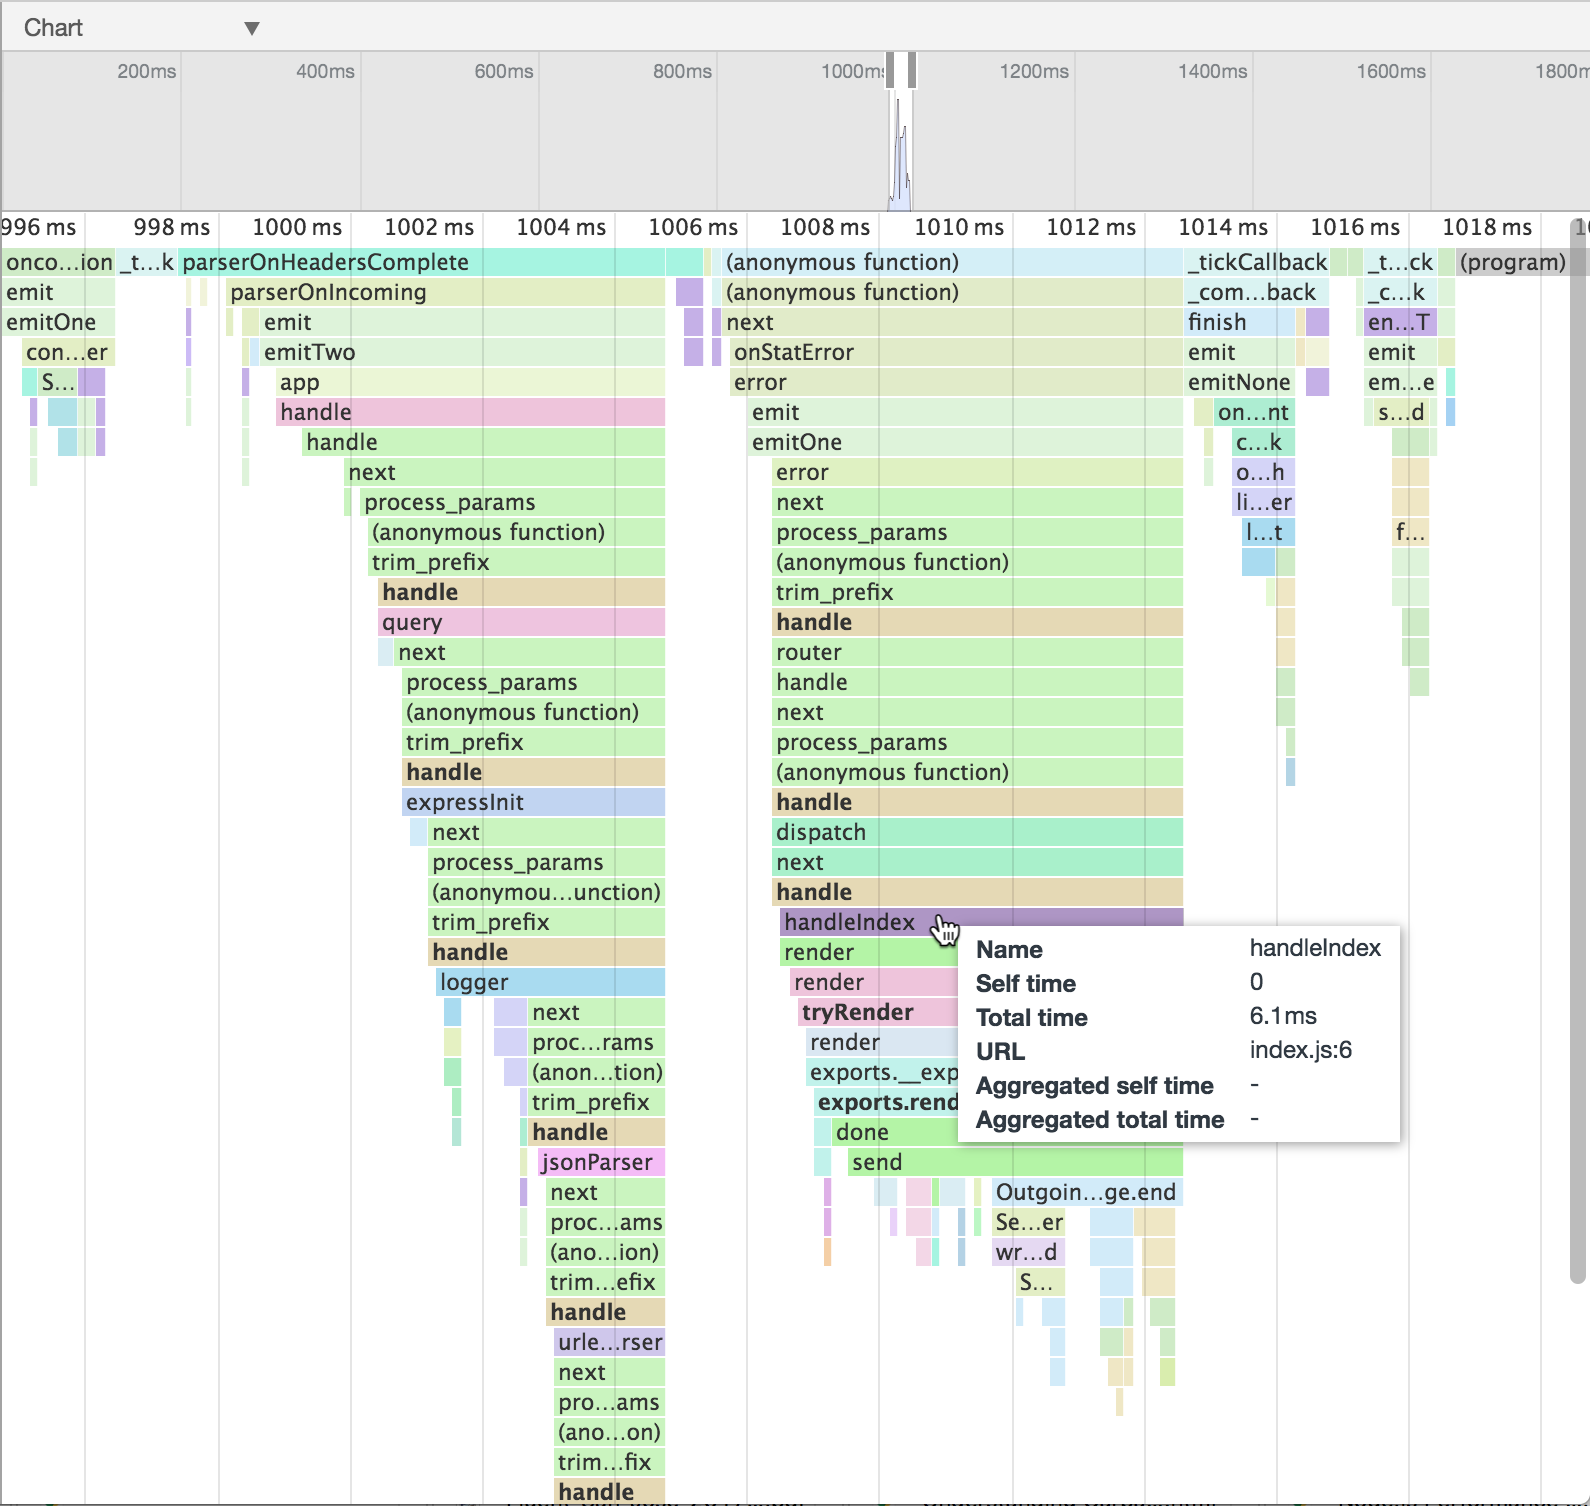 Chart ▼
200ms 400ms 600ms 800ms 1000ms 1200ms 1400ms 1600ms 1800m
996 ms 998 ms 1000 ms 1002 ms 1004 ms 1006 ms 1008 ms 1010 ms 1012 ms 1014 ms 1016 ms 1018 ms
onco…ion _t…k parserOnHeadersComplete (anonymous function) _tickCallback _t…ck (program)
emit parserOnIncoming (anonymous function) _com…back _c…k
emitOne emit next finish en…T
con…er emitTwo onStatError emit emit
S… app error emitNone em…e
handle emit on…nt s…d
handle emitOne c…k
next error o…h
process_params next li…er
(anonymous function) process_params l…t f…
trim_prefix (anonymous function)
handle trim_prefix
query handle
next router
process_params handle
(anonymous function) next
trim_prefix process_params
handle (anonymous function)
expressInit handle
next dispatch
process_params next
(anonymou…unction) handle
trim_prefix handleIndex
handle render
logger render
next tryRender
proc…rams render
(anon…tion) exports.__exp
trim_prefix exports.rend
handle done
jsonParser send
next Outgoin…ge.end
proc…ams Se…er
(ano…ion) wr…d
trim…efix S…
handle
urle…rser
next
pro…ams
(ano…on)
trim…fix
handle
Name handleIndex
Self time 0
Total time 6.1ms
URL index.js:6
Aggregated self time -
Aggregated total time -